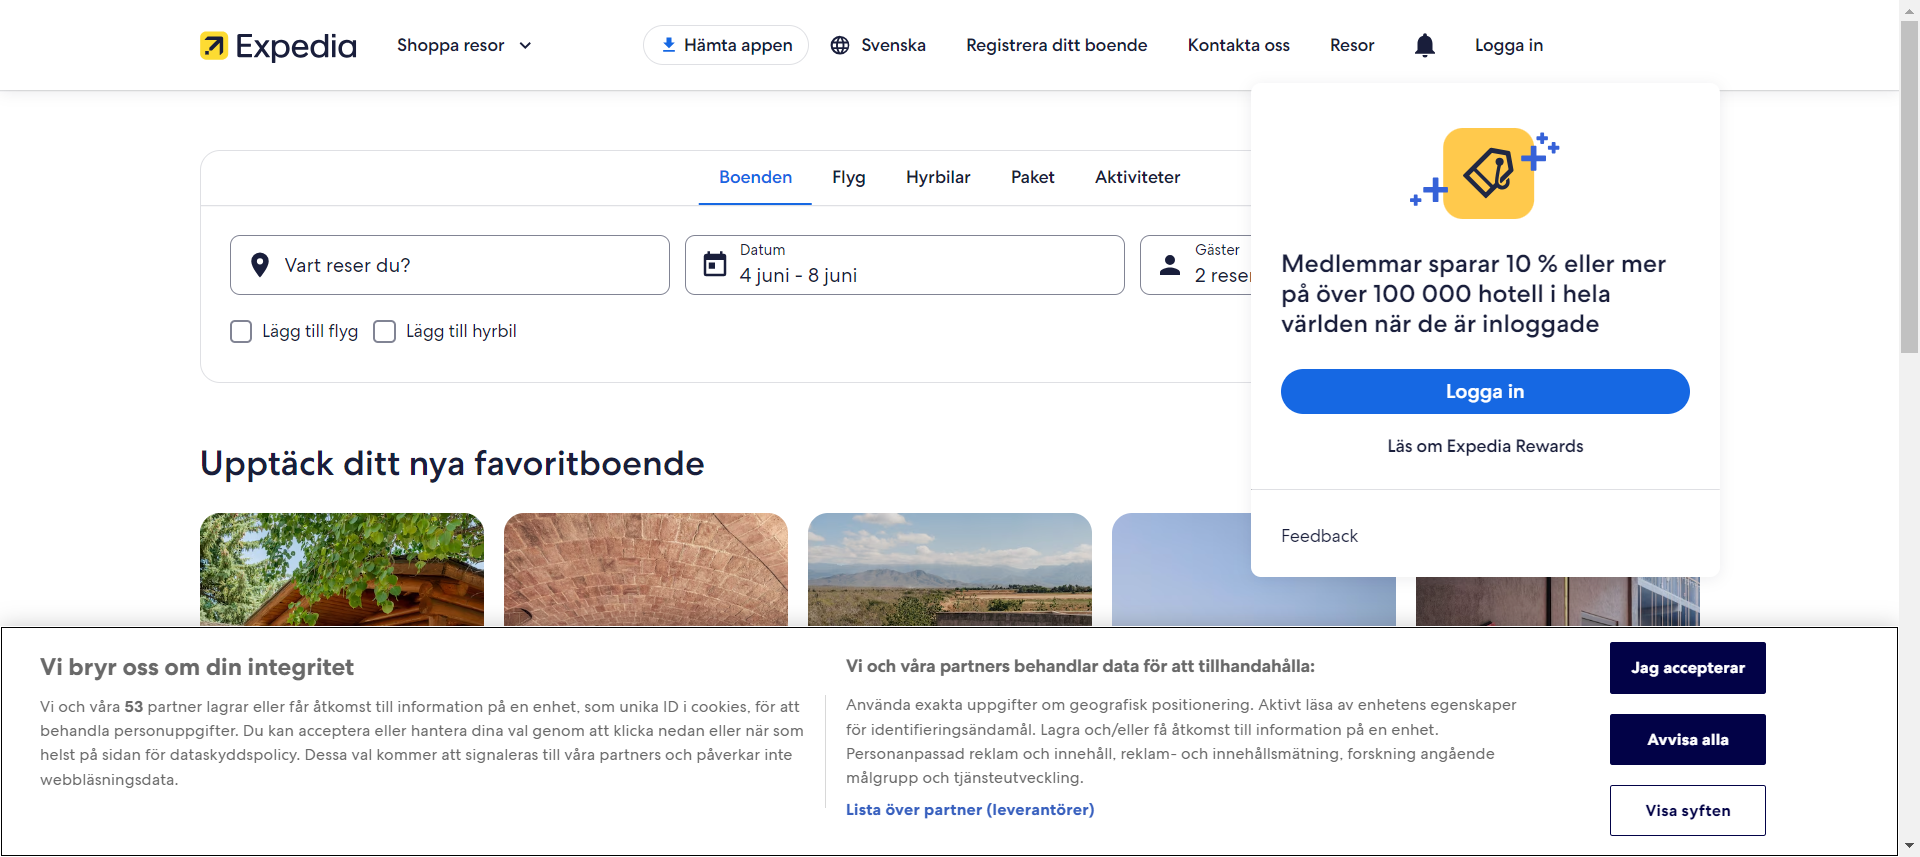 Expedia
Shoppa resor
Hämta appen
Svenska
Registrera ditt boende
Kontakta oss
Resor
Logga in
Boenden
Flyg
Hyrbilar
Paket
Aktiviteter
Vart reser du?
Datum
4 juni - 8 juni
Gäster
2 reser
Lägg till flyg
Lägg till hyrbil
Medlemmar sparar 10 % eller mer
på över 100 000 hotell i hela
världen när de är inloggade
Logga in
Läs om Expedia Rewards
Feedback
Upptäck ditt nya favoritboende
Vi bryr oss om din integritet
Vi och våra 53 partner lagrar eller får åtkomst till information på en enhet, som unika ID i cookies, för att
behandla personuppgifter. Du kan acceptera eller hantera dina val genom att klicka nedan eller när som
helst på sidan för dataskyddspolicy. Dessa val kommer att signaleras till våra partners och påverkar inte
webbläsningsdata.
Vi och våra partners behandlar data för att tillhandahålla:
Använda exakta uppgifter om geografisk positionering. Aktivt läsa av enhetens egenskaper
för identifieringsändamål. Lagra och/eller få åtkomst till information på en enhet.
Personanpassad reklam och innehåll, reklam- och innehållsmätning, forskning angående
målgrupp och tjänsteutveckling.
Lista över partner (leverantörer)
Jag accepterar
Avvisa alla
Visa syften